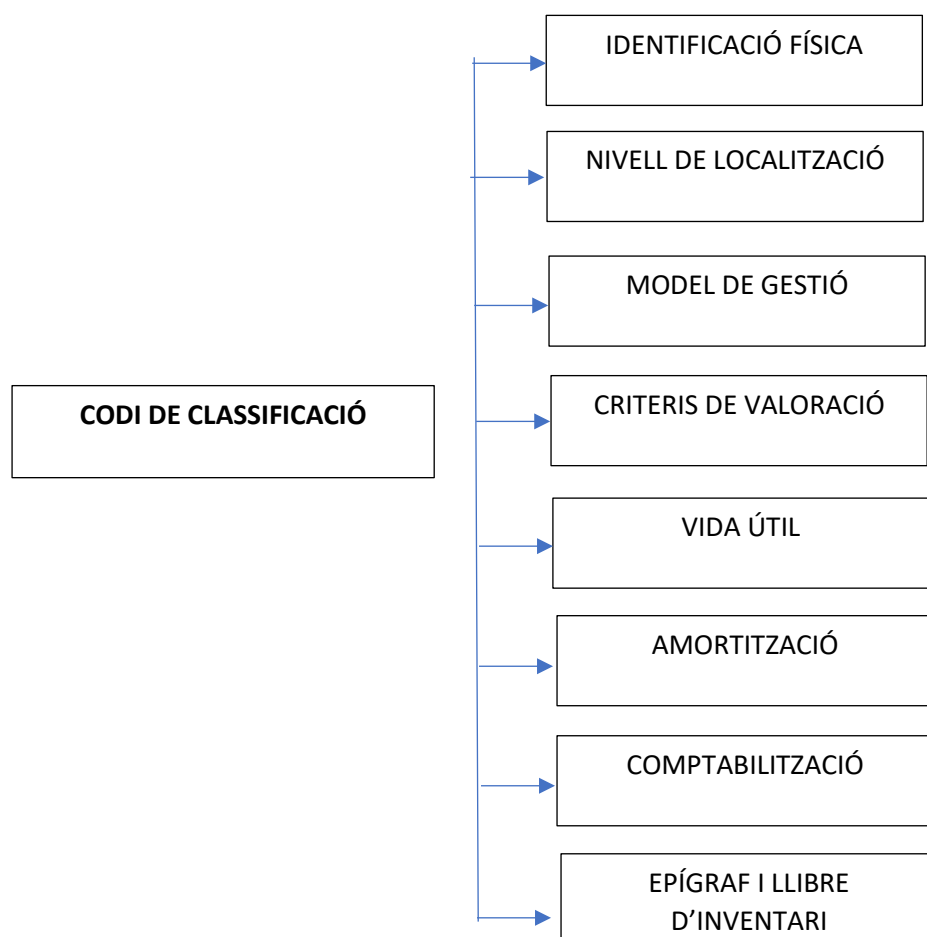 IDENTIFICACIÓ FÍSICA
NIVELL DE LOCALITZACIÓ
MODEL DE GESTIÓ
CODI DE CLASSIFICACIÓ
CRITERIS DE VALORACIÓ
VIDA ÚTIL
AMORTITZACIÓ
COMPTABILITZACIÓ
EPÍGRAF I LLIBRE
D’INVENTARI